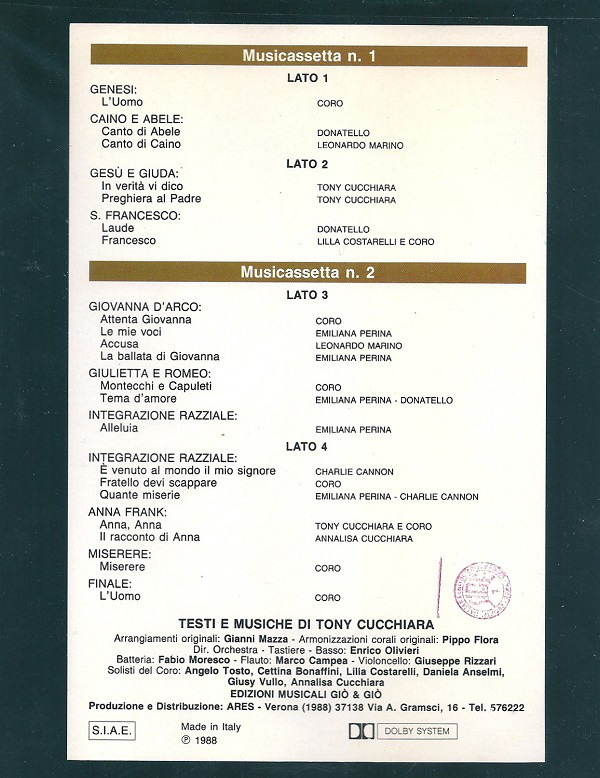 Musicassetta n. 1
LATO 1
GENESI:
L'Uomo CORO
CAINO E ABELE:
Canto di Abele DONATELLO
Canto di Caino LEONARDO MARINO
LATO 2
GESÙ E GIUDA:
In verità vi dico TONY CUCCHIARA
Preghiera al Padre TONY CUCCHIARA
S. FRANCESCO:
Laude DONATELLO
Francesco LILLA COSTARELLI E CORO
Musicassetta n. 2
LATO 3
GIOVANNA D'ARCO:
Attenta Giovanna CORO
Le mie voci EMILIANA PERINA
Accusa LEONARDO MARINO
La ballata di Giovanna EMILIANA PERINA
GIULIETTA E ROMEO:
Montecchi e Capuleti CORO
Tema d'amore EMILIANA PERINA - DONATELLO
INTEGRAZIONE RAZZIALE:
Alleluia EMILIANA PERINA
LATO 4
INTEGRAZIONE RAZZIALE:
È venuto al mondo il mio signore CHARLIE CANNON
Fratello devi scappare CORO
Quante miserie EMILIANA PERINA - CHARLIE CANNON
ANNA FRANK:
Anna, Anna TONY CUCCHIARA E CORO
Il racconto di Anna ANNALISA CUCCHIARA
MISERERE:
Miserere CORO
FINALE:
L'Uomo CORO
TESTI E MUSICHE DI TONY CUCCHIARA
Arrangiamenti originali: Gianni Mazza - Armonizzazioni corali originali: Pippo Flora
Dir. Orchestra - Tastiere - Basso: Enrico Olivieri
Batteria: Fabio Moresco - Flauto: Marco Campea - Violoncello: Giuseppe Rizzari
Solisti del Coro: Angelo Tosto, Cettina Bonaffini, Lilia Costarelli, Daniela Anselmi,
Giusy Vullo, Annalisa Cucchiara
EDIZIONI MUSICALI GIÒ & GIÒ
Produzione e Distribuzione: ARES - Verona (1988) 37138 Via A. Gramsci, 16 - Tel. 576222
S.I.A.E.
Made in Italy
℗ 1988
DOLBY SYSTEM